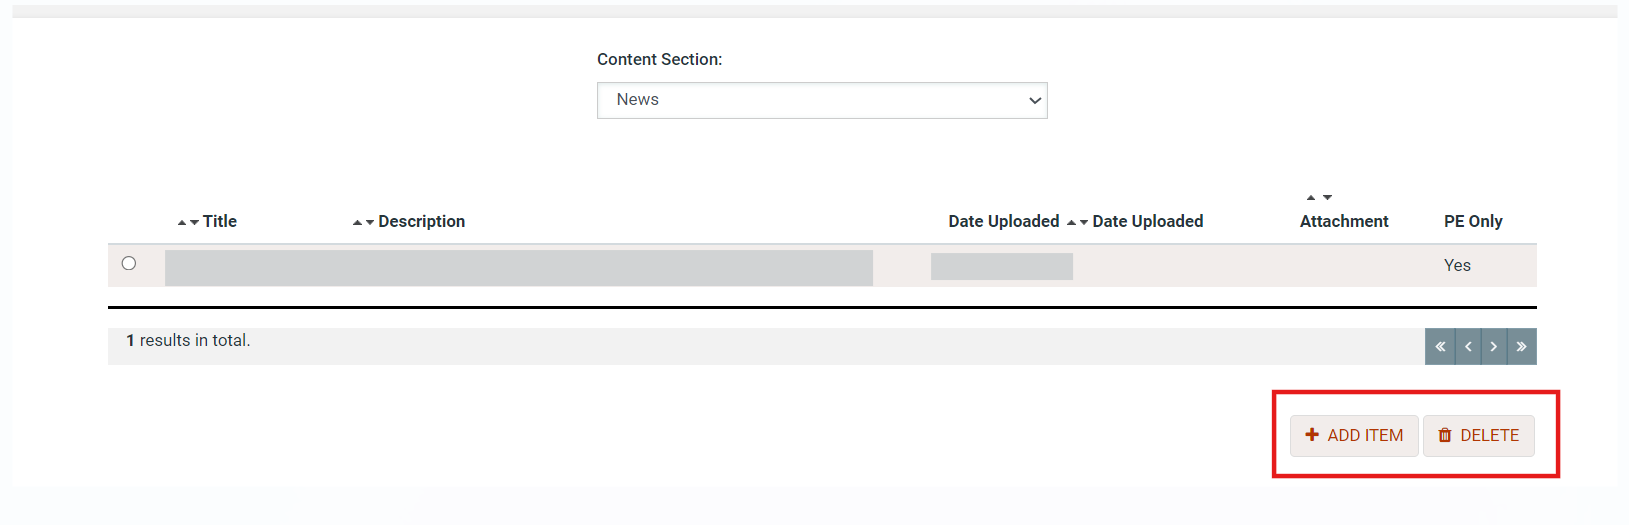 Content Section:
News
Title Description Date Uploaded Date Uploaded Attachment PE Only
Yes
1 results in total.
ADD ITEM DELETE